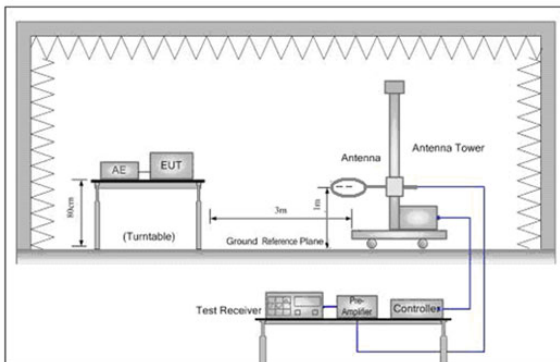 AE
EUT
80cm
(Turntable)
3m
1m
Antenna
Antenna Tower
Ground Reference Plane
Test Receiver
Pre-
Amplifier
Controller